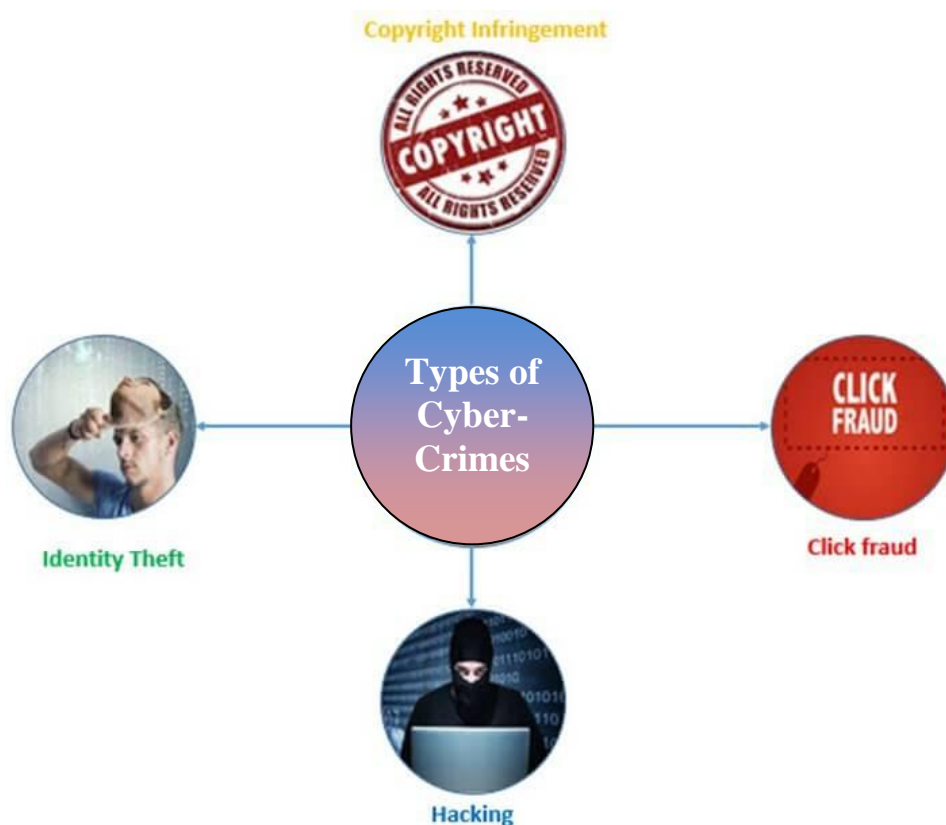 Copyright Infringement
ALL RIGHTS RESERVED
COPYRIGHT
ALL RIGHTS RESERVED
Types of
Cyber-
Crimes
CLICK
FRAUD
Identity Theft
Click fraud
Hacking